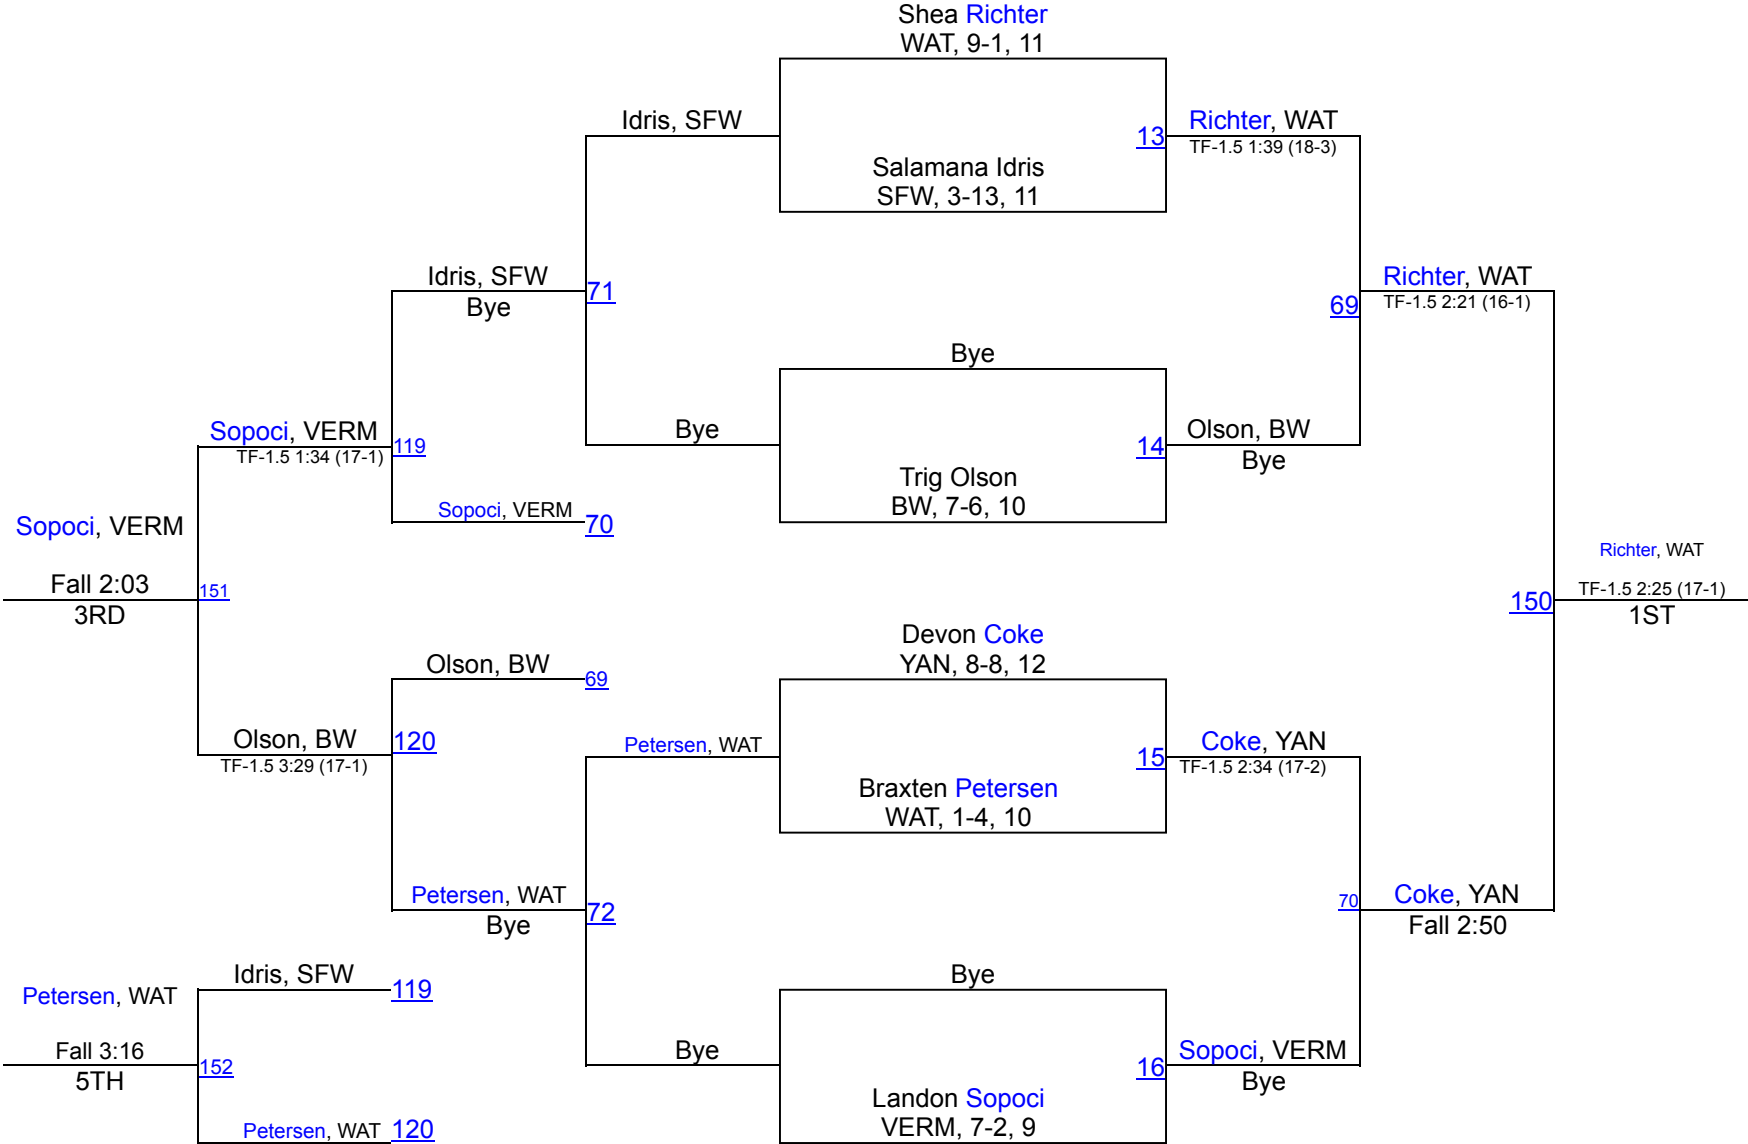 Shea Richter
WAT, 9-1, 11
Idris, SFW
13
Richter, WAT
TF-1.5 1:39 (18-3)
Salamana Idris
SFW, 3-13, 11
Idris, SFW
Bye
71
Richter, WAT
TF-1.5 2:21 (16-1)
69
Bye
Sopoci, VERM
TF-1.5 1:34 (17-1)
119
Bye
14
Olson, BW
Bye
Trig Olson
BW, 7-6, 10
Sopoci, VERM
70
Sopoci, VERM
Fall 2:03
3RD
151
Richter, WAT
TF-1.5 2:25 (17-1)
1ST
150
Devon Coke
YAN, 8-8, 12
Olson, BW
69
Olson, BW
TF-1.5 3:29 (17-1)
120
Petersen, WAT
15
Coke, YAN
TF-1.5 2:34 (17-2)
Braxten Petersen
WAT, 1-4, 10
Petersen, WAT
Bye
72
70
Coke, YAN
Fall 2:50
Idris, SFW
119
Bye
Petersen, WAT
Fall 3:16
5TH
152
Bye
16
Sopoci, VERM
Bye
Landon Sopoci
VERM, 7-2, 9
Petersen, WAT
120